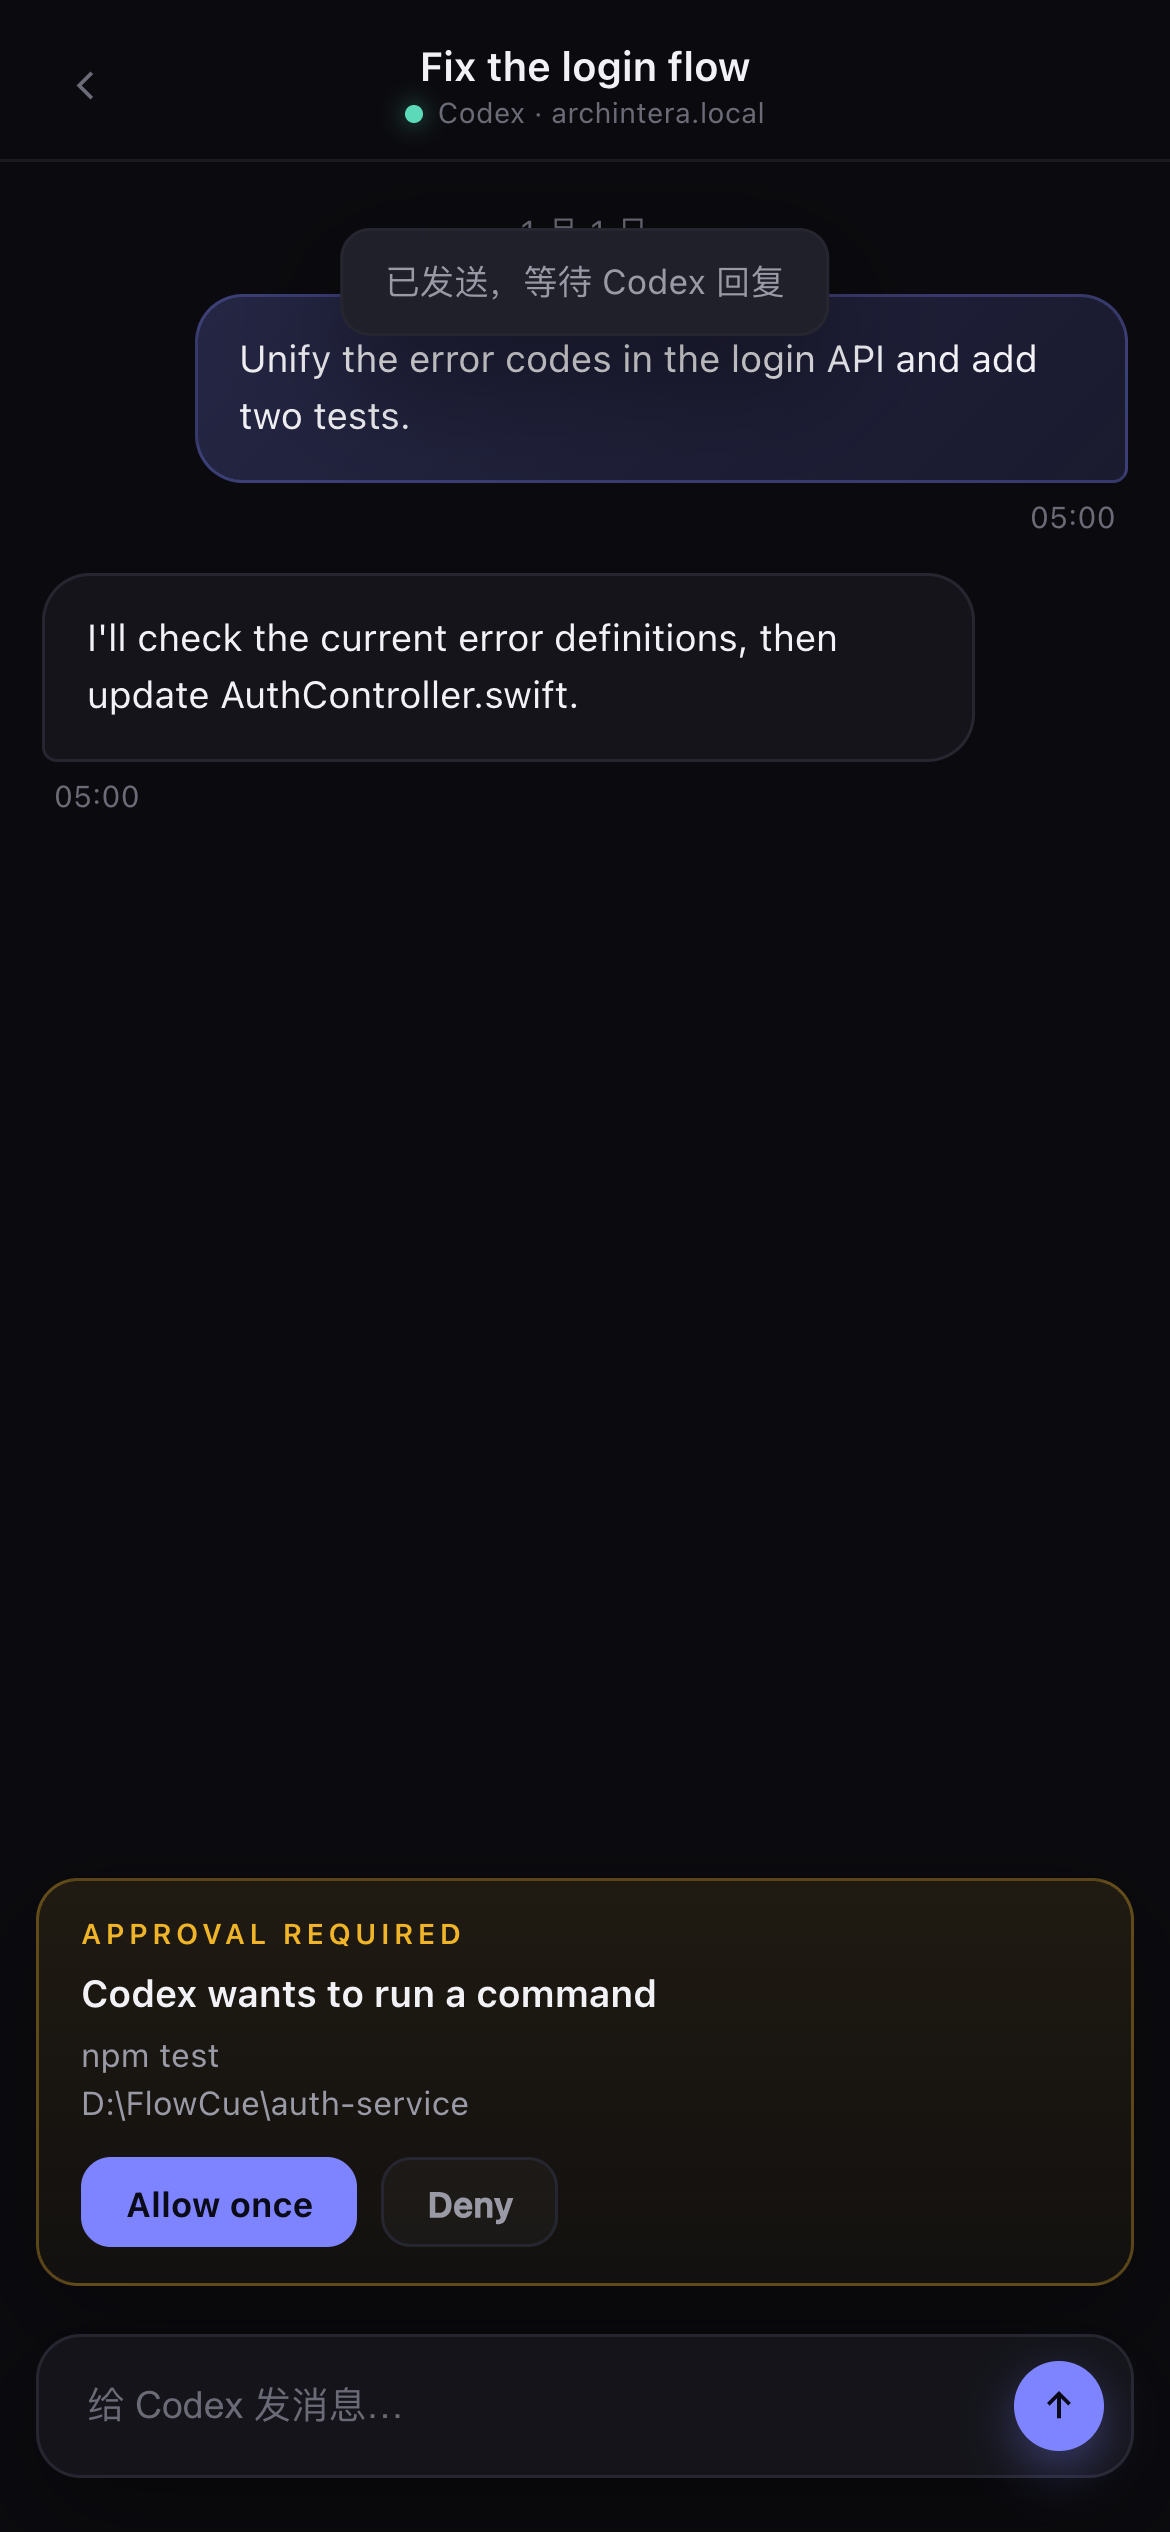 Fix the login flow
Codex · archintera.local
已发送，等待 Codex 回复
Unify the error codes in the login API and add
two tests.
05:00
I'll check the current error definitions, then
update AuthController.swift.
05:00
APPROVAL REQUIRED
Codex wants to run a command
npm test
D:\FlowCue\auth-service
Allow once
Deny
给 Codex 发消息...